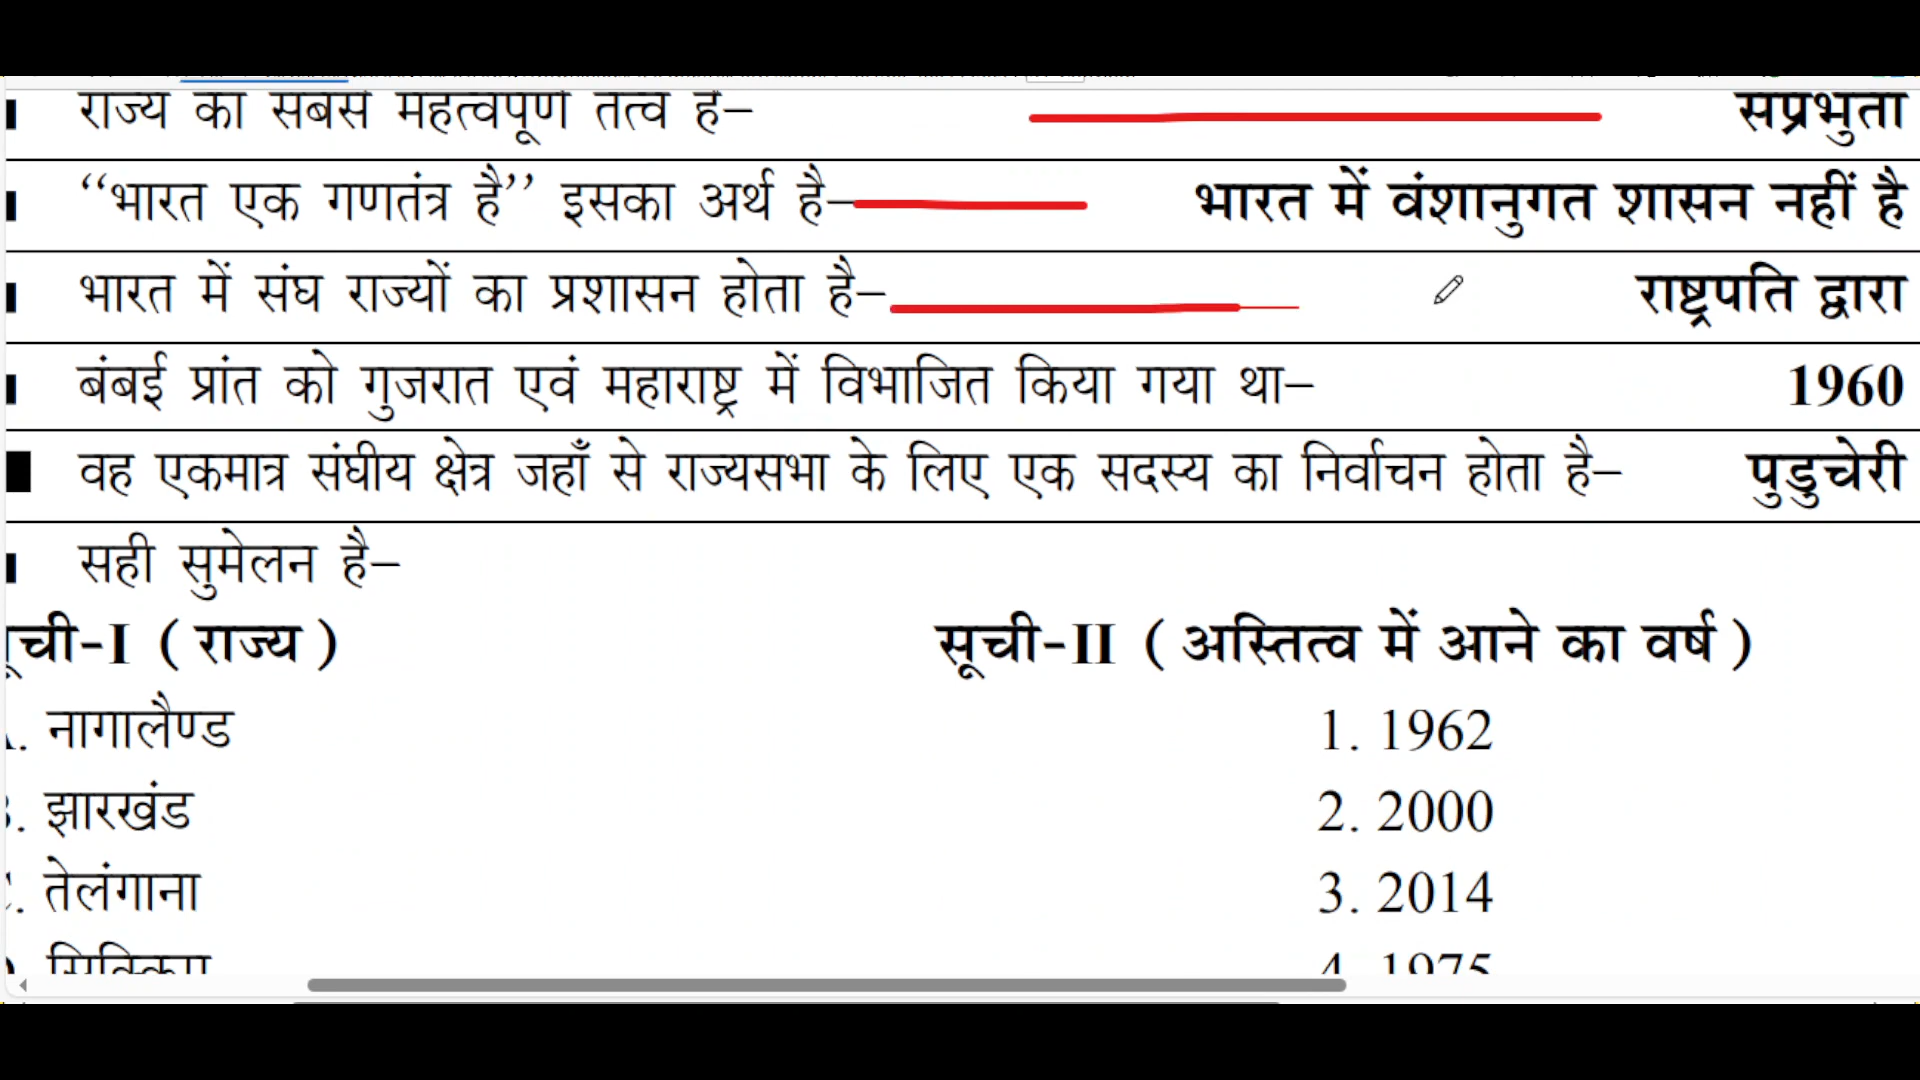 राज्य का सबसे महत्वपूर्ण तत्व है– संप्रभुता
‘‘भारत एक गणतंत्र है’’ इसका अर्थ है– भारत में वंशानुगत शासन नहीं है
भारत में संघ राज्यों का प्रशासन होता है– राष्ट्रपति द्वारा
बंबई प्रांत को गुजरात एवं महाराष्ट्र में विभाजित किया गया था– 1960
वह एकमात्र संघीय क्षेत्र जहाँ से राज्यसभा के लिए एक सदस्य का निर्वाचन होता है– पुडुचेरी
सही सुमेलन है–
सूची-I ( राज्य ) सूची-II ( अस्तित्व में आने का वर्ष )
A. नागालैण्ड 1. 1962
B. झारखंड 2. 2000
C. तेलंगाना 3. 2014
D. सिक्किम 4. 1975